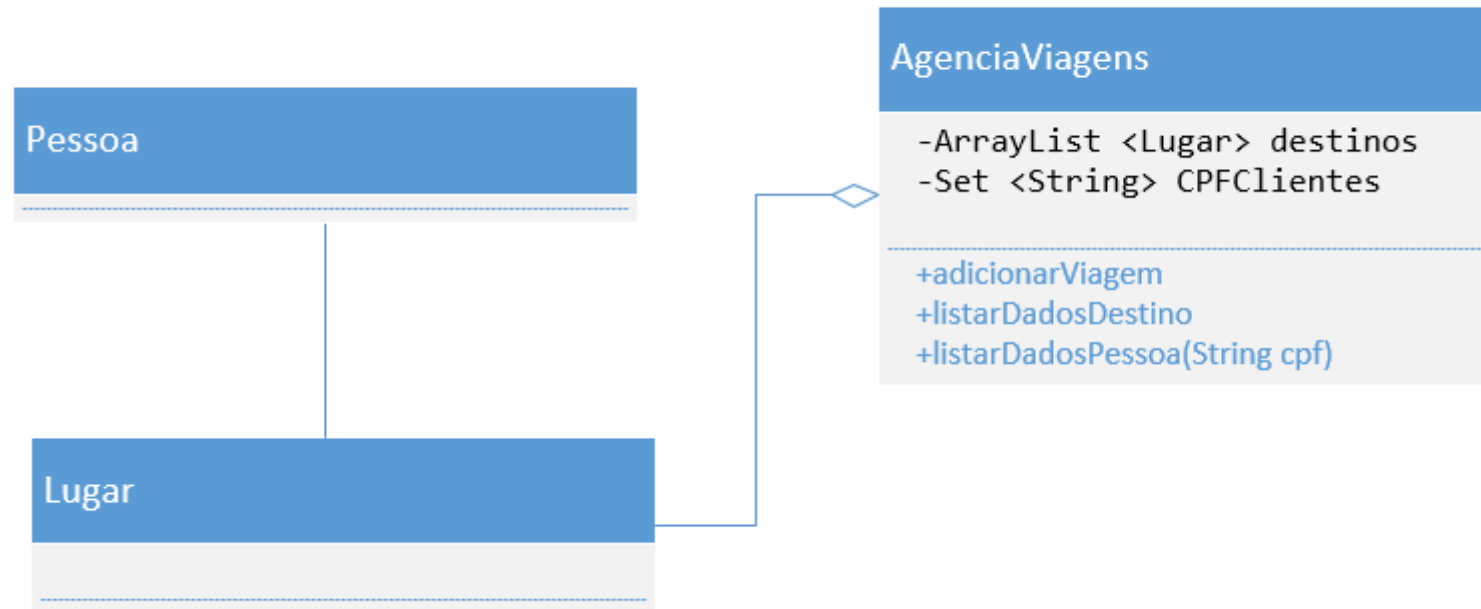 Pessoa
Lugar
AgenciaViagens
-ArrayList <Lugar> destinos
-Set <String> CPFClientes
+adicionarViagem
+listarDadosDestino
+listarDadosPessoa(String cpf)